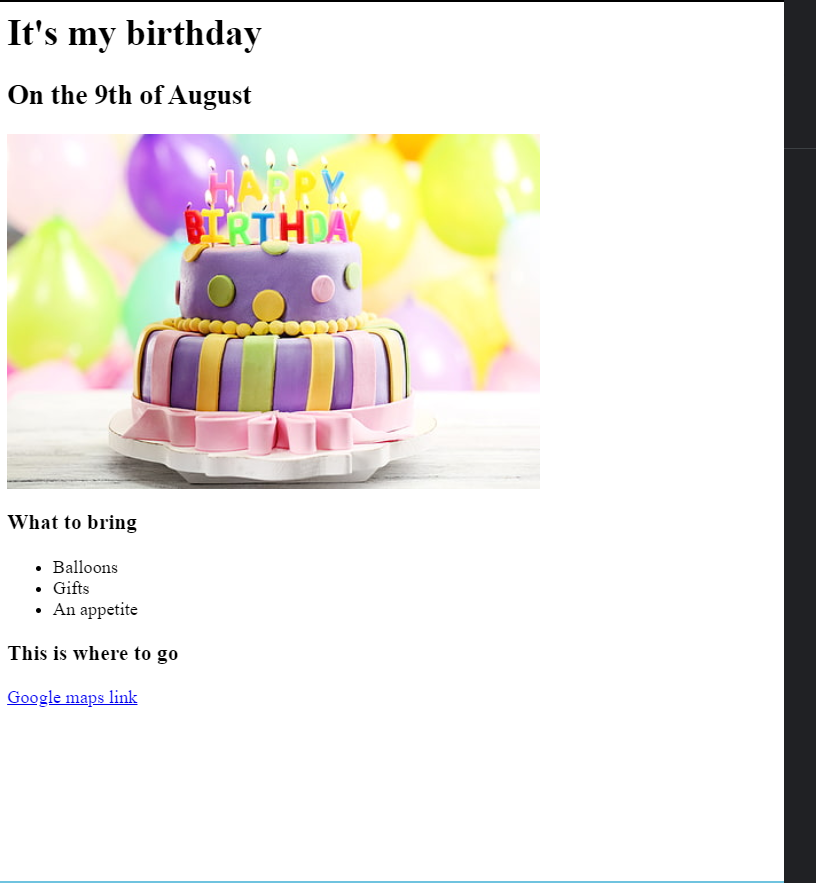 It's my birthday
On the 9th of August
HAPPY
BIRTHDAY
What to bring
Balloons
Gifts
An appetite
This is where to go
Google maps link